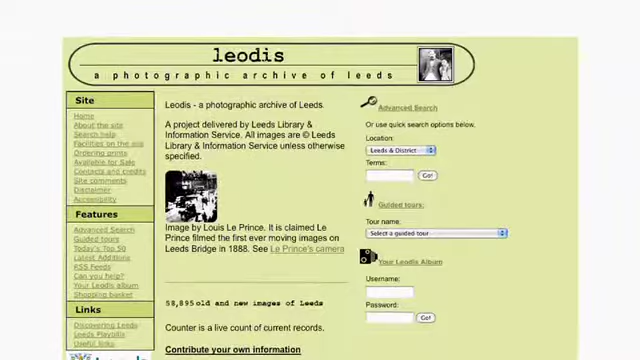 leodis
a photographic archive of leeds
Site
Home
About the site
Search help
Facilities on the site
Ordering prints
Available for Sale
Contacts and credits
Site comments
Disclaimer
Accessibility
Features
Advanced Search
Guided tours
Today's Top 50
Latest Additions
RSS Feeds
Can you help?
Your Leodis album
Shopping basket
Links
Discovering Leeds
Leeds Playbills
Useful links
Leodis - a photographic archive of Leeds
A project delivered by Leeds Library &
Information Service. All images are © Leeds
Library & Information Service unless otherwise
specified.
Image by Louis Le Prince. It is claimed Le
Prince filmed the first ever moving images on
Leeds Bridge in 1888. See Le Prince's camera
58,895 old and new images of Leeds
Counter is a live count of current records.
Contribute your own information
Advanced Search
Or use quick search options below.
Location:
Leeds & District
Terms:
Go!
Guided tours:
Tour name:
Select a guided tour
Your Leodis Album
Username:
Password:
Go!